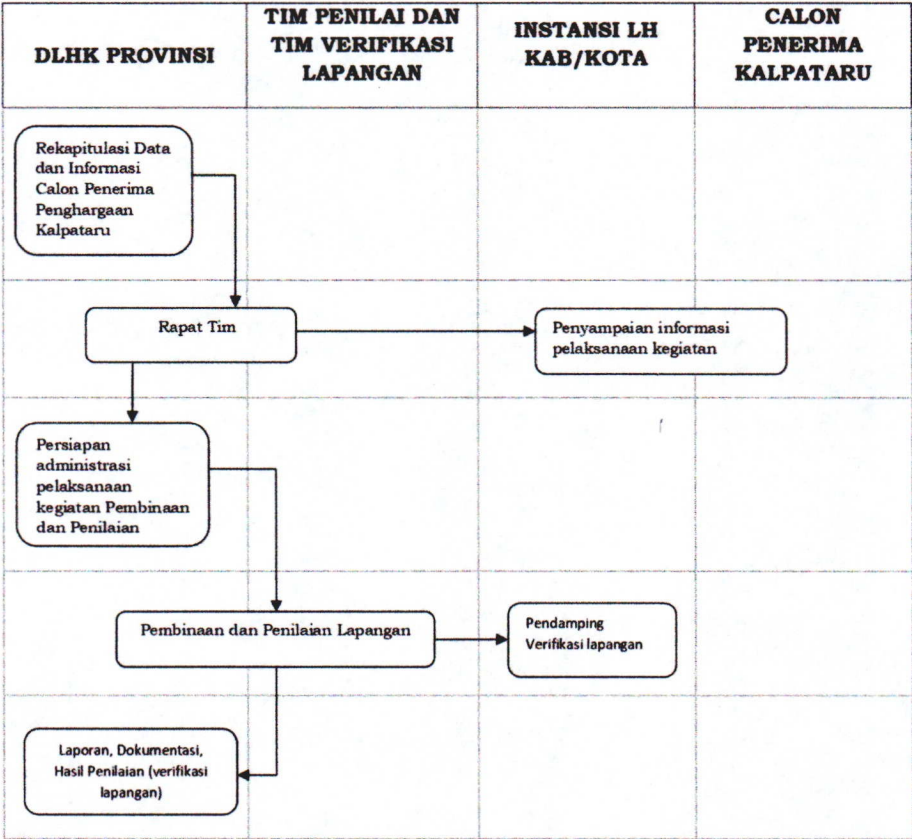 DLHK PROVINSI
TIM PENILAI DAN
TIM VERIFIKASI
LAPANGAN
INSTANSI LH
KAB/KOTA
CALON
PENERIMA
KALPATARU
Rekapitulasi Data
dan Informasi
Calon Penerima
Penghargaan
Kalpataru
Rapat Tim
Penyampaian informasi
pelaksanaan kegiatan
Persiapan
administrasi
pelaksanaan
kegiatan Pembinaan
dan Penilaian
Pembinaan dan Penilaian Lapangan
Pendamping
Verifikasi lapangan
Laporan, Dokumentasi,
Hasil Penilaian (verifikasi
lapangan)